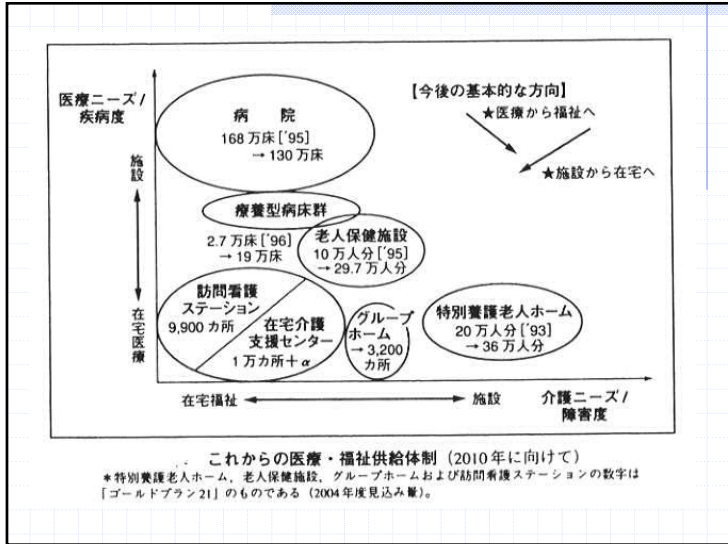 医療ニーズ/
疾病度
施設
在宅医療
病 院
168万床['95]
→130万床
【今後の基本的な方向】
★医療から福祉へ
★施設から在宅へ
療養型病床群
2.7万床['96]
→19万床
老人保健施設
10万人分['95]
→29.7万人分
訪問看護
ステーション
9,900カ所
在宅介護
支援センター
1万カ所+α
グループ
ホーム
→3,200
カ所
特別養護老人ホーム
20万人分['93]
→36万人分
在宅福祉
施設
介護ニーズ/
障害度
これからの医療・福祉供給体制(2010年に向けて)
*特別養護老人ホーム,老人保健施設,グループホームおよび訪問看護ステーションの数字は
「ゴールドプラン21」のものである(2004年度見込み量)。